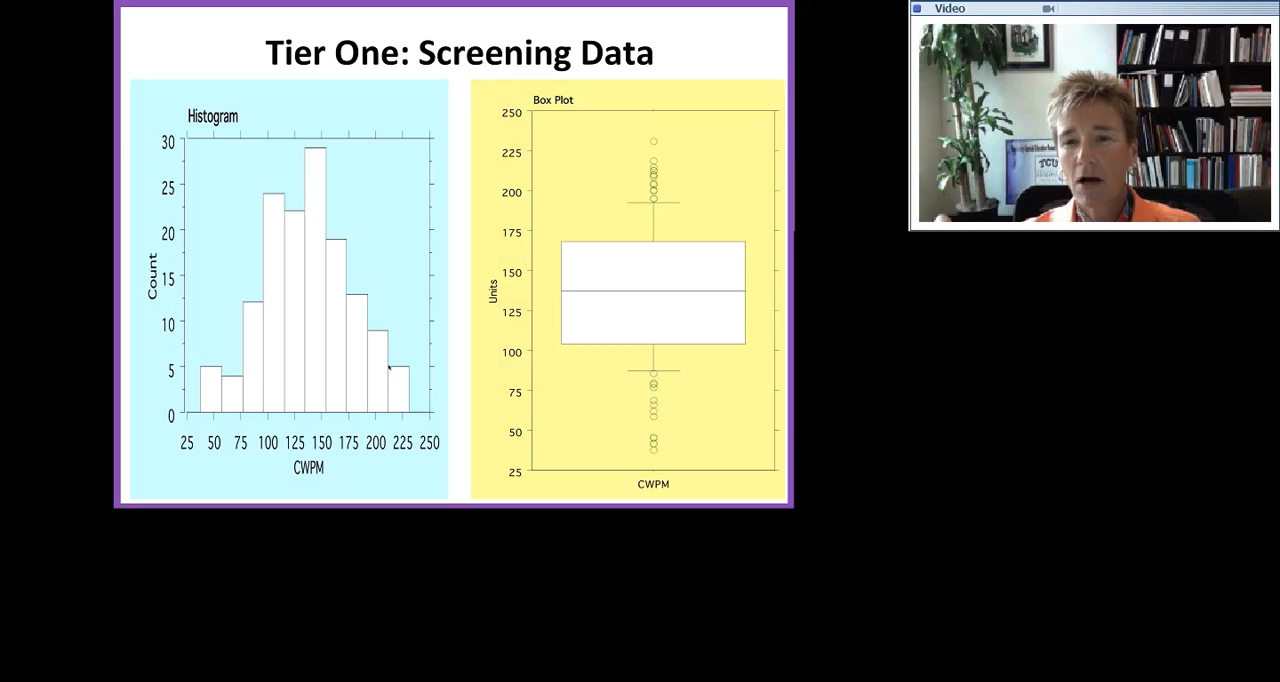 Video
Tier One: Screening Data
Histogram
30
25
20
15
10
5
0
Count
25 50 75 100 125 150 175 200 225 250
CWPM
Box Plot
250
225
200
175
150
125
100
75
50
25
Units
CWPM
TCU